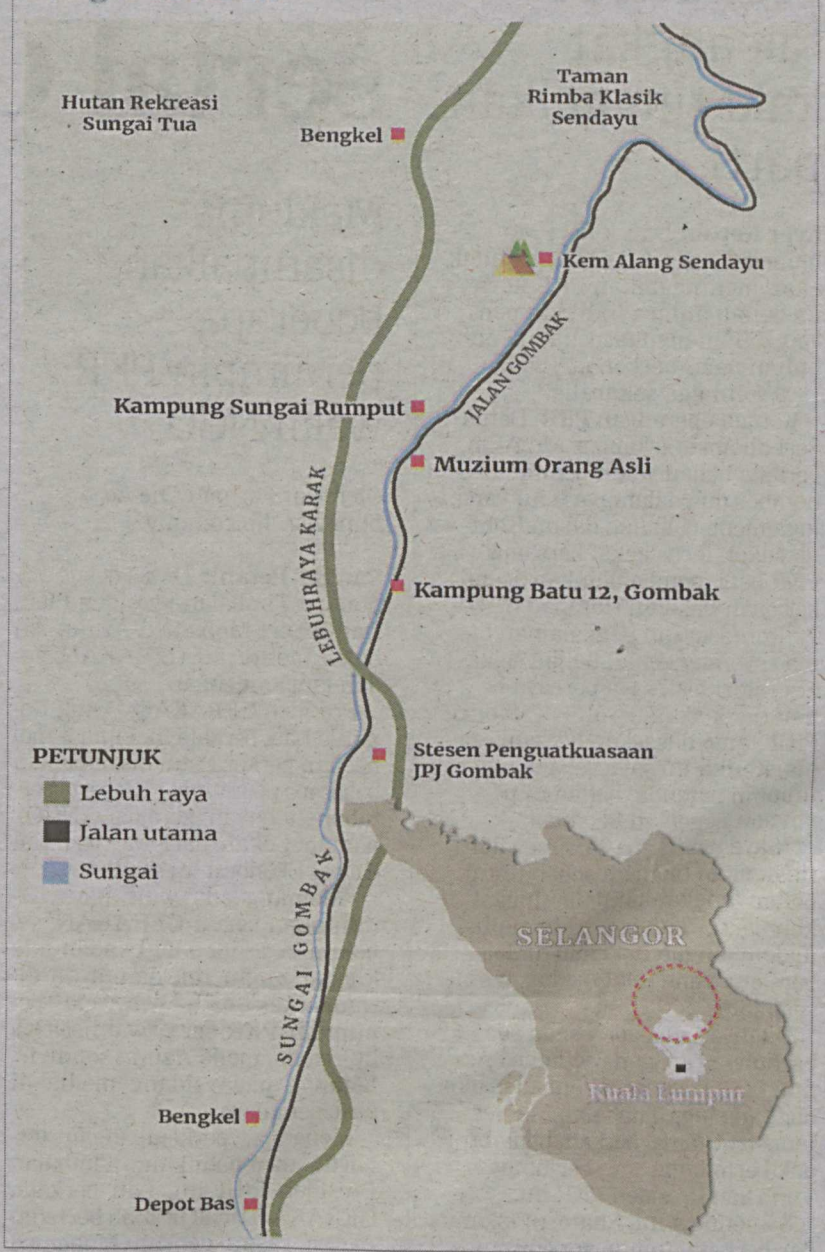 Hutan Rekreasi
Sungai Tua
Bengkel
Taman
Rimba Klasik
Sendayu
Kem Alang Sendayu
JALAN GOMBAK
Kampung Sungai Rumput
Muzium Orang Asli
LEBUHRAYA KARAK
Kampung Batu 12, Gombak
Stesen Penguatkuasaan
JPJ Gombak
PETUNJUK
Lebuh raya
Jalan utama
Sungai
SUNGAI GOMBAK
SELANGOR
Kuala Lumpur
Bengkel
Depot Bas